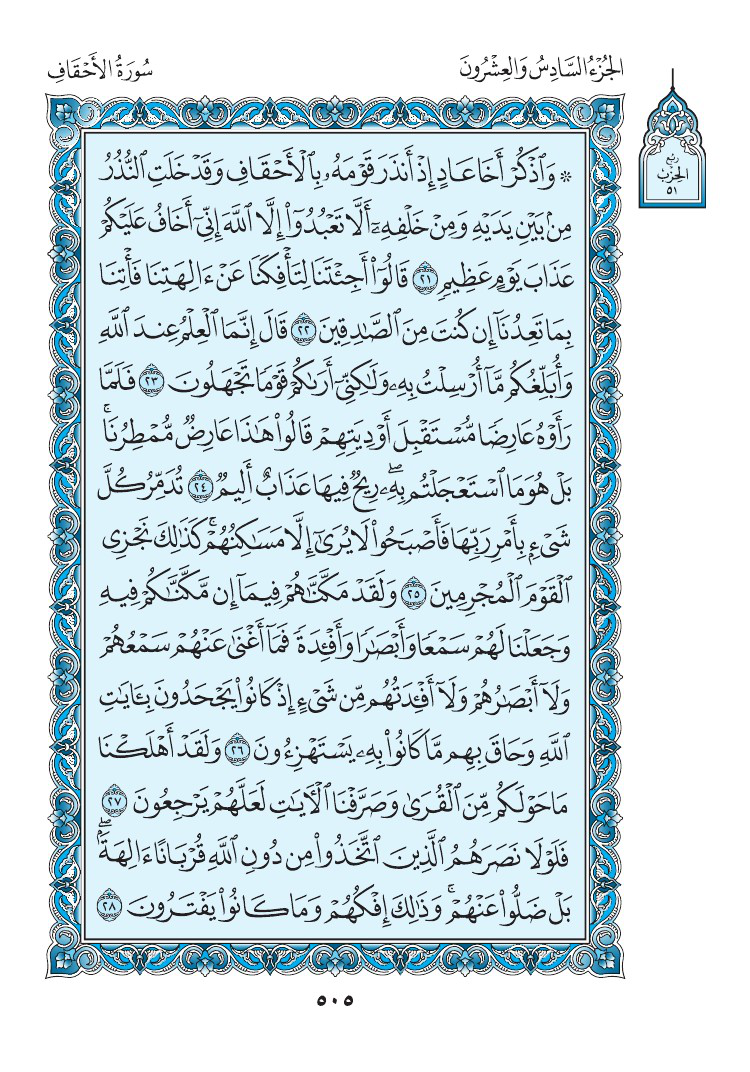 الجُزْءُ السَّادِسُ وَالعِشْرُونَ
سُورَةُ الأَحْقَافِ
ربع
الحزب
٥١
۞ وَٱذۡكُرۡ أَخَا عَادٍ إِذۡ أَنذَرَ قَوۡمَهُۥ بِٱلۡأَحۡقَافِ وَقَدۡ خَلَتِ ٱلنُّذُرُ
مِنۢ بَيۡنِ يَدَيۡهِ وَمِنۡ خَلۡفِهِۦٓ أَلَّا تَعۡبُدُوٓاْ إِلَّا ٱللَّهَ إِنِّيٓ أَخَافُ عَلَيۡكُمۡ
عَذَابَ يَوۡمٍ عَظِيمٖ ٢١ قَالُوٓاْ أَجِئۡتَنَا لِتَأۡفِكَنَا عَنۡ ءَالِهَتِنَا فَأۡتِنَا
بِمَا تَعِدُنَآ إِن كُنتَ مِنَ ٱلصَّٰدِقِينَ ٢٢ قَالَ إِنَّمَا ٱلۡعِلۡمُ عِندَ ٱللَّهِ
وَأُبَلِّغُكُم مَّآ أُرۡسِلۡتُ بِهِۦ وَلَٰكِنِّيٓ أَرَىٰكُمۡ قَوۡمٗا تَجۡهَلُونَ ٢٣ فَلَمَّا
رَأَوۡهُ عَارِضٗا مُّسۡتَقۡبِلَ أَوۡدِيَتِهِمۡ قَالُواْ هَٰذَا عَارِضٞ مُّمۡطِرُنَاۚ
بَلۡ هُوَ مَا ٱسۡتَعۡجَلۡتُم بِهِۦۖ رِيحٞ فِيهَا عَذَابٌ أَلِيمٞ ٢٤ تُدَمِّرُ كُلَّ
شَيۡءِۭ بِأَمۡرِ رَبِّهَا فَأَصۡبَحُواْ لَا يُرَىٰٓ إِلَّا مَسَٰكِنُهُمۡۚ كَذَٰلِكَ نَجۡزِي
ٱلۡقَوۡمَ ٱلۡمُجۡرِمِينَ ٢٥ وَلَقَدۡ مَكَّنَّٰهُمۡ فِيمَآ إِن مَّكَّنَّٰكُمۡ فِيهِ
وَجَعَلۡنَا لَهُمۡ سَمۡعٗا وَأَبۡصَٰرٗا وَأَفۡـِٔدَةٗ فَمَآ أَغۡنَىٰ عَنۡهُمۡ سَمۡعُهُمۡ
وَلَآ أَبۡصَٰرُهُمۡ وَلَآ أَفۡـِٔدَتُهُم مِّن شَيۡءٍ إِذۡ كَانُواْ يَجۡحَدُونَ بِـَٔايَٰتِ
ٱللَّهِ وَحَاقَ بِهِم مَّا كَانُواْ بِهِۦ يَسۡتَهۡزِءُونَ ٢٦ وَلَقَدۡ أَهۡلَكۡنَا
مَا حَوۡلَكُم مِّنَ ٱلۡقُرَىٰ وَصَرَّفۡنَا ٱلۡأٓيَٰتِ لَعَلَّهُمۡ يَرۡجِعُونَ ٢٧
فَلَوۡلَا نَصَرَهُمُ ٱلَّذِينَ ٱتَّخَذُواْ مِن دُونِ ٱللَّهِ قُرۡبَانًا ءَالِهَةَۢۖ
بَلۡ ضَلُّواْ عَنۡهُمۡۚ وَذَٰلِكَ إِفۡكُهُمۡ وَمَا كَانُواْ يَفۡتَرُونَ ٢٨
٥٠٥